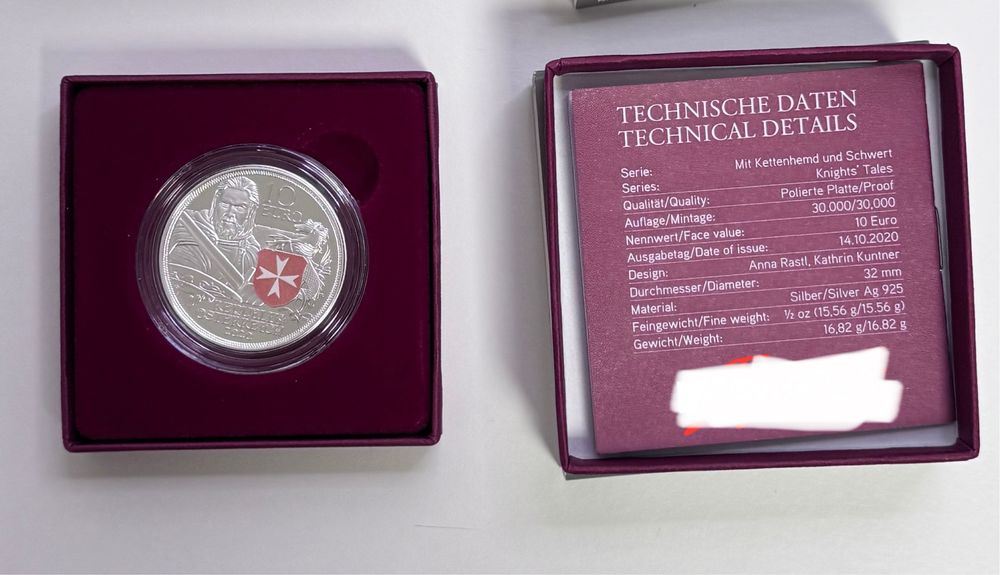 10
EURO
REPUBLIK
ÖSTERREICH
2020
TECHNISCHE DATEN
TECHNICAL DETAILS
Serie: Mit Kettenhemd und Schwert
Series: Knights' Tales
Qualität/Quality: Polierte Platte/Proof
Auflage/Mintage: 30.000/30,000
Nennwert/Face value: 10 Euro
Ausgabetag/Date of issue: 14.10.2020
Design: Anna Rastl, Kathrin Kuntner
Durchmesser/Diameter: 32 mm
Material: Silber/Silver Ag 925
Feingewicht/Fine weight: ½ oz (15,56 g/15.56 g)
Gewicht/Weight: 16,82 g/16.82 g